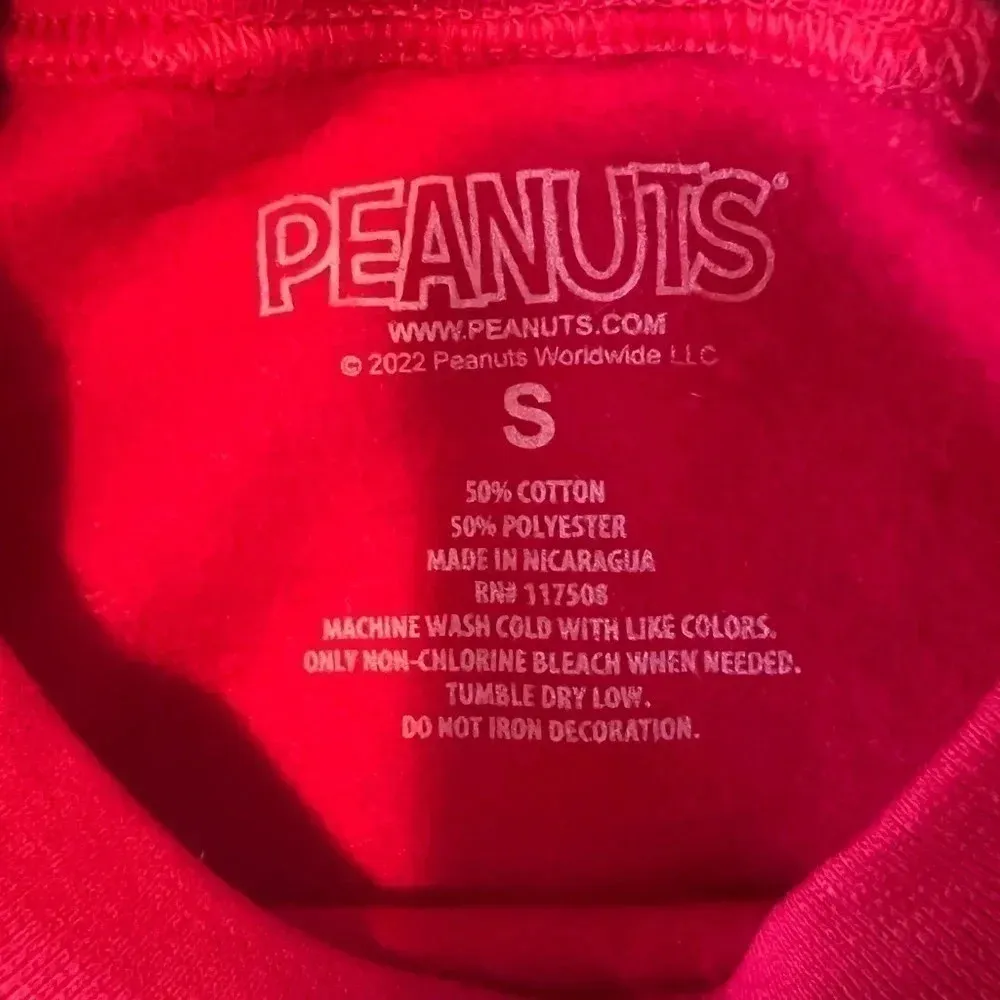 PEANUTS®
WWW.PEANUTS.COM
© 2022 Peanuts Worldwide LLC
S
50% COTTON
50% POLYESTER
MADE IN NICARAGUA
RN# 117508
MACHINE WASH COLD WITH LIKE COLORS.
ONLY NON-CHLORINE BLEACH WHEN NEEDED.
TUMBLE DRY LOW.
DO NOT IRON DECORATION.